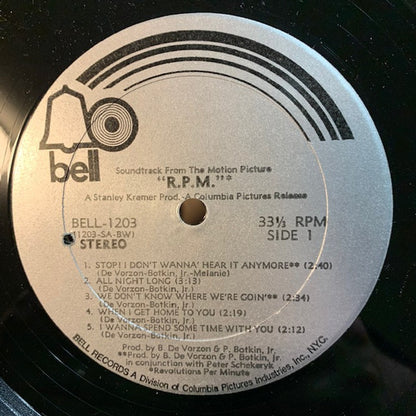 bell
Soundtrack From The Motion Picture
"R.P.M."*
A Stanley Kramer Prod.-A Columbia Pictures Release
BELL-1203
(1203-SA-BW)
STEREO
33⅓ RPM
SIDE 1
1. STOP! I DON'T WANNA' HEAR IT ANYMORE** (2:40)
(De Vorzon-Botkin, Jr.-Melanie)
2. ALL NIGHT LONG (3:13)
(De Vorzon-Botkin, Jr.)
3. WE DON'T KNOW WHERE WE'RE GOIN'** (2:34)
(De Vorzon-Botkin, Jr.)
4. WHEN I GET HOME TO YOU (2:19)
(De Vorzon-Botkin, Jr.)
5. I WANNA SPEND SOME TIME WITH YOU (2:12)
(De Vorzon-Botkin, Jr.)
Prod. by B. De Vorzon & P. Botkin, Jr.
**Prod. by B. De Vorzon & P. Botkin, Jr.
in conjunction with Peter Schekeryk
*Revolutions Per Minute
BELL RECORDS A Division of Columbia Pictures Industries, Inc., N.Y.C.